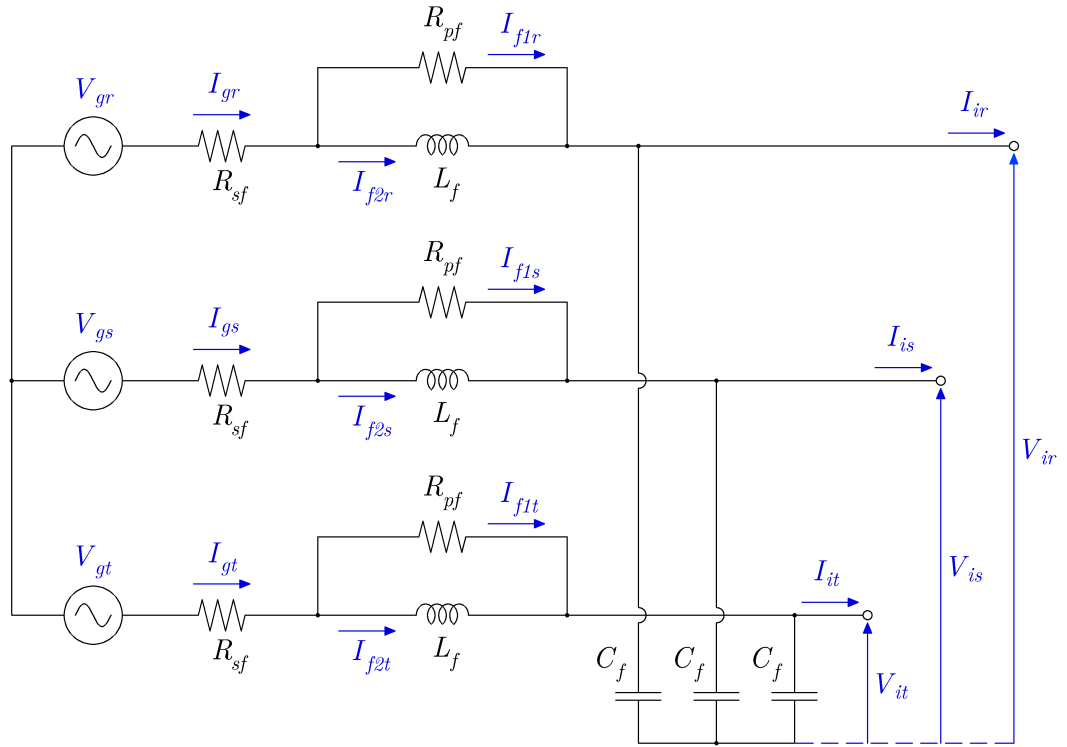 R_pf
I_f1r
V_gr
I_gr
I_ir
R_sf
I_f2r
L_f
R_pf
I_f1s
V_gs
I_gs
I_is
R_sf
I_f2s
L_f
V_ir
R_pf
I_f1t
V_gt
I_gt
I_it
V_is
R_sf
I_f2t
L_f
C_f
C_f
C_f
V_it